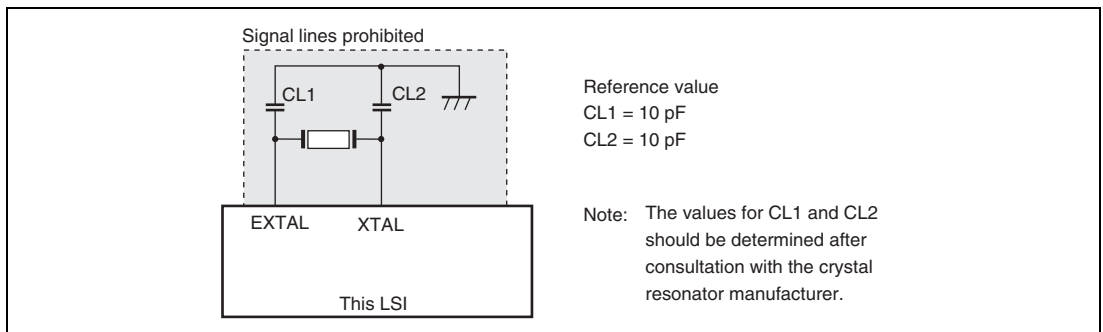 Signal lines prohibited
CL1
CL2
EXTAL
XTAL
This LSI
Reference value
CL1 = 10 pF
CL2 = 10 pF
Note: The values for CL1 and CL2
should be determined after
consultation with the crystal
resonator manufacturer.